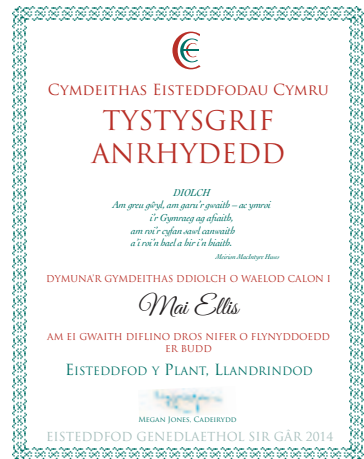 CYMDEITHAS EISTEDDFODAU CYMRU
TYSTYSGRIF
ANRHYDEDD
DIOLCH
Am greu gŵyl, am garu'r gwaith – ac ymroi
i'r Gymraeg ag afiaith,
am roi'r cyfan sawl canwaith
a'i roi'n hael a hir i'n hiaith.
Meirion MacIntyre Huws
DYMUNA'R GYMDEITHAS DDIOLCH O WAELOD CALON I
Mai Ellis
AM EI GWAITH DIFLINO DROS NIFER O FLYNYDDOEDD
ER BUDD
EISTEDDFOD Y PLANT, LLANDRINDOD
MEGAN JONES, CADEIRYDD
EISTEDDFOD GENEDLAETHOL SIR GÂR 2014